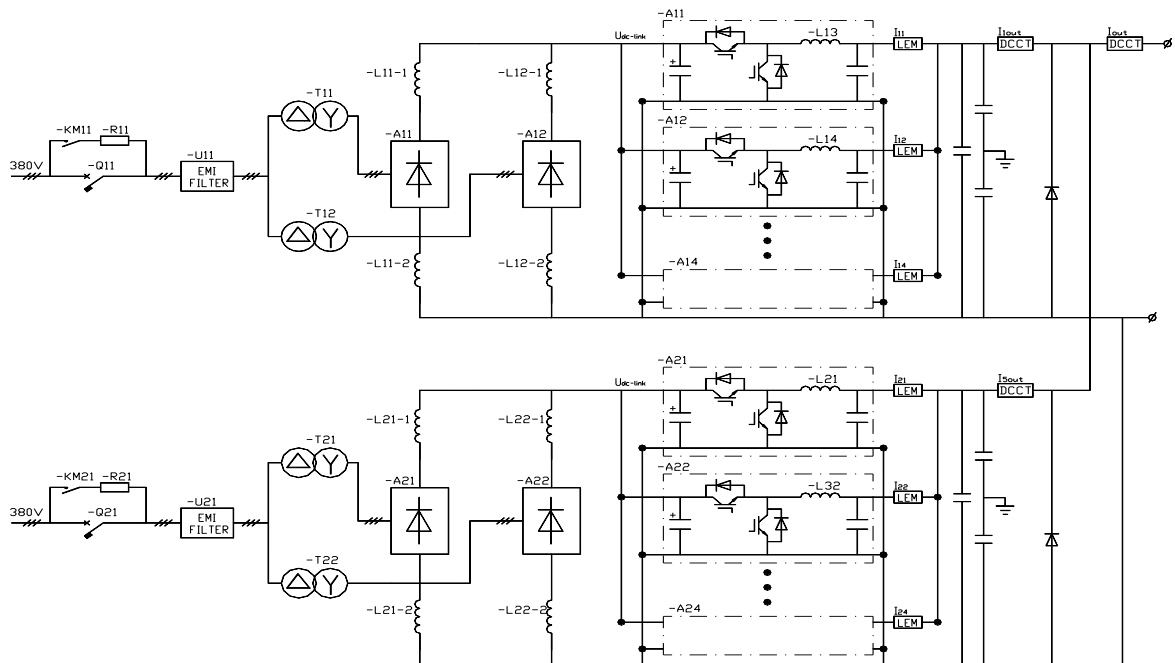 -A11
I11
LEM
I1out
DCCT
Iout
DCCT
Udc-link
-L13
-L11-1
-L12-1
-T11
-KM11
-R11
380V
-Q11
-U11
EMI
FILTER
-A11
-A12
-A12
-L14
I12
LEM
-T12
-L11-2
-L12-2
-A14
I14
LEM
-A21
Udc-link
-L21
I21
LEM
I5out
DCCT
-L21-1
-L22-1
-T21
-KM21
-R21
380V
-Q21
-U21
EMI
FILTER
-A21
-A22
-A22
-L32
I22
LEM
-T22
-L21-2
-L22-2
-A24
I24
LEM